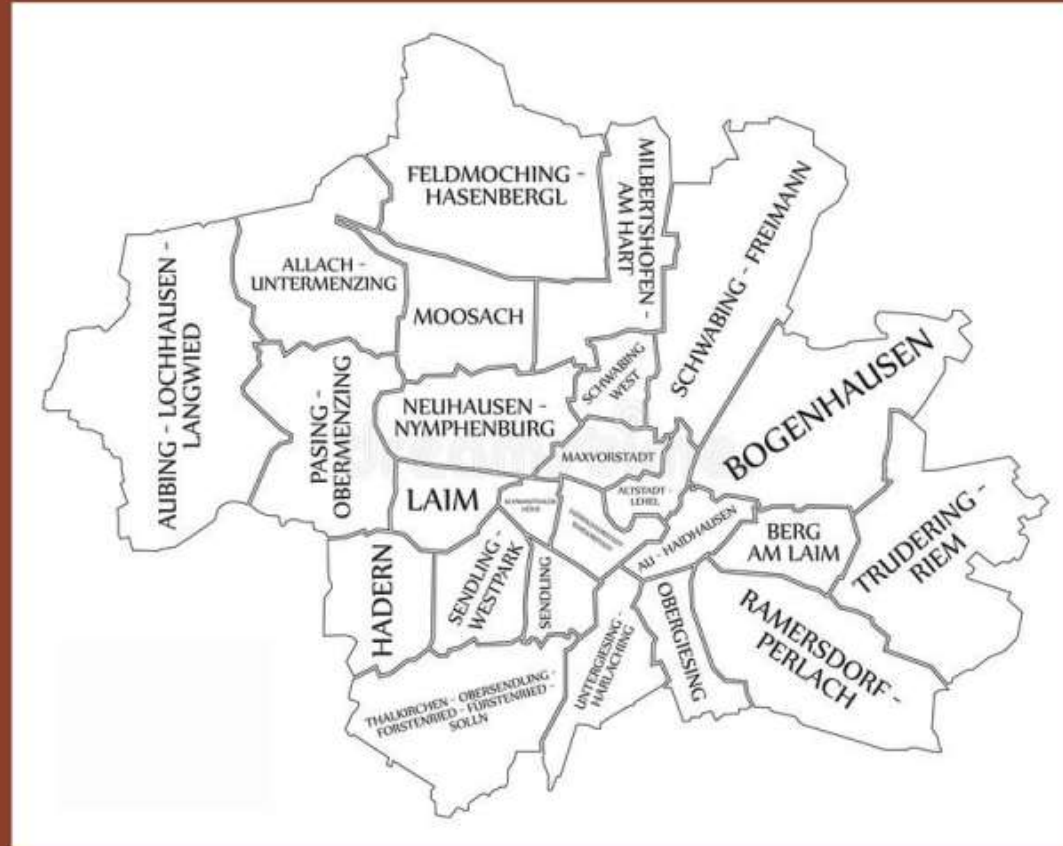 FELDMOCHING -
HASENBERGL
MILBERTSHOFEN -
AM HART
SCHWABING - FREIMANN
ALLACH -
UNTERMENZING
AUBING - LOCHHAUSEN -
LANGWIED
MOOSACH
SCHWABING
WEST
BOGENHAUSEN
PASING -
OBERMENZING
NEUHAUSEN -
NYMPHENBURG
MAXVORSTADT
LAIM
ALTSTADT -
LEHEL
AU - HAIDHAUSEN
BERG
AM LAIM
TRUDERING -
RIEM
HADERN
SENDLING -
WESTPARK
SENDLING
OBERGIESING
RAMERSDORF -
PERLACH
UNTERGIESING -
HARLACHING
THALKIRCHEN - OBERSENDLUNG -
FORSTENRIED - FÜRSTENRIED -
SOLLN